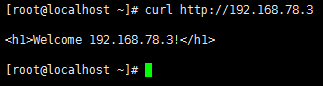 [root@localhost ~]# curl http://192.168.78.3
<h1>Welcome 192.168.78.3!</h1>
[root@localhost ~]#